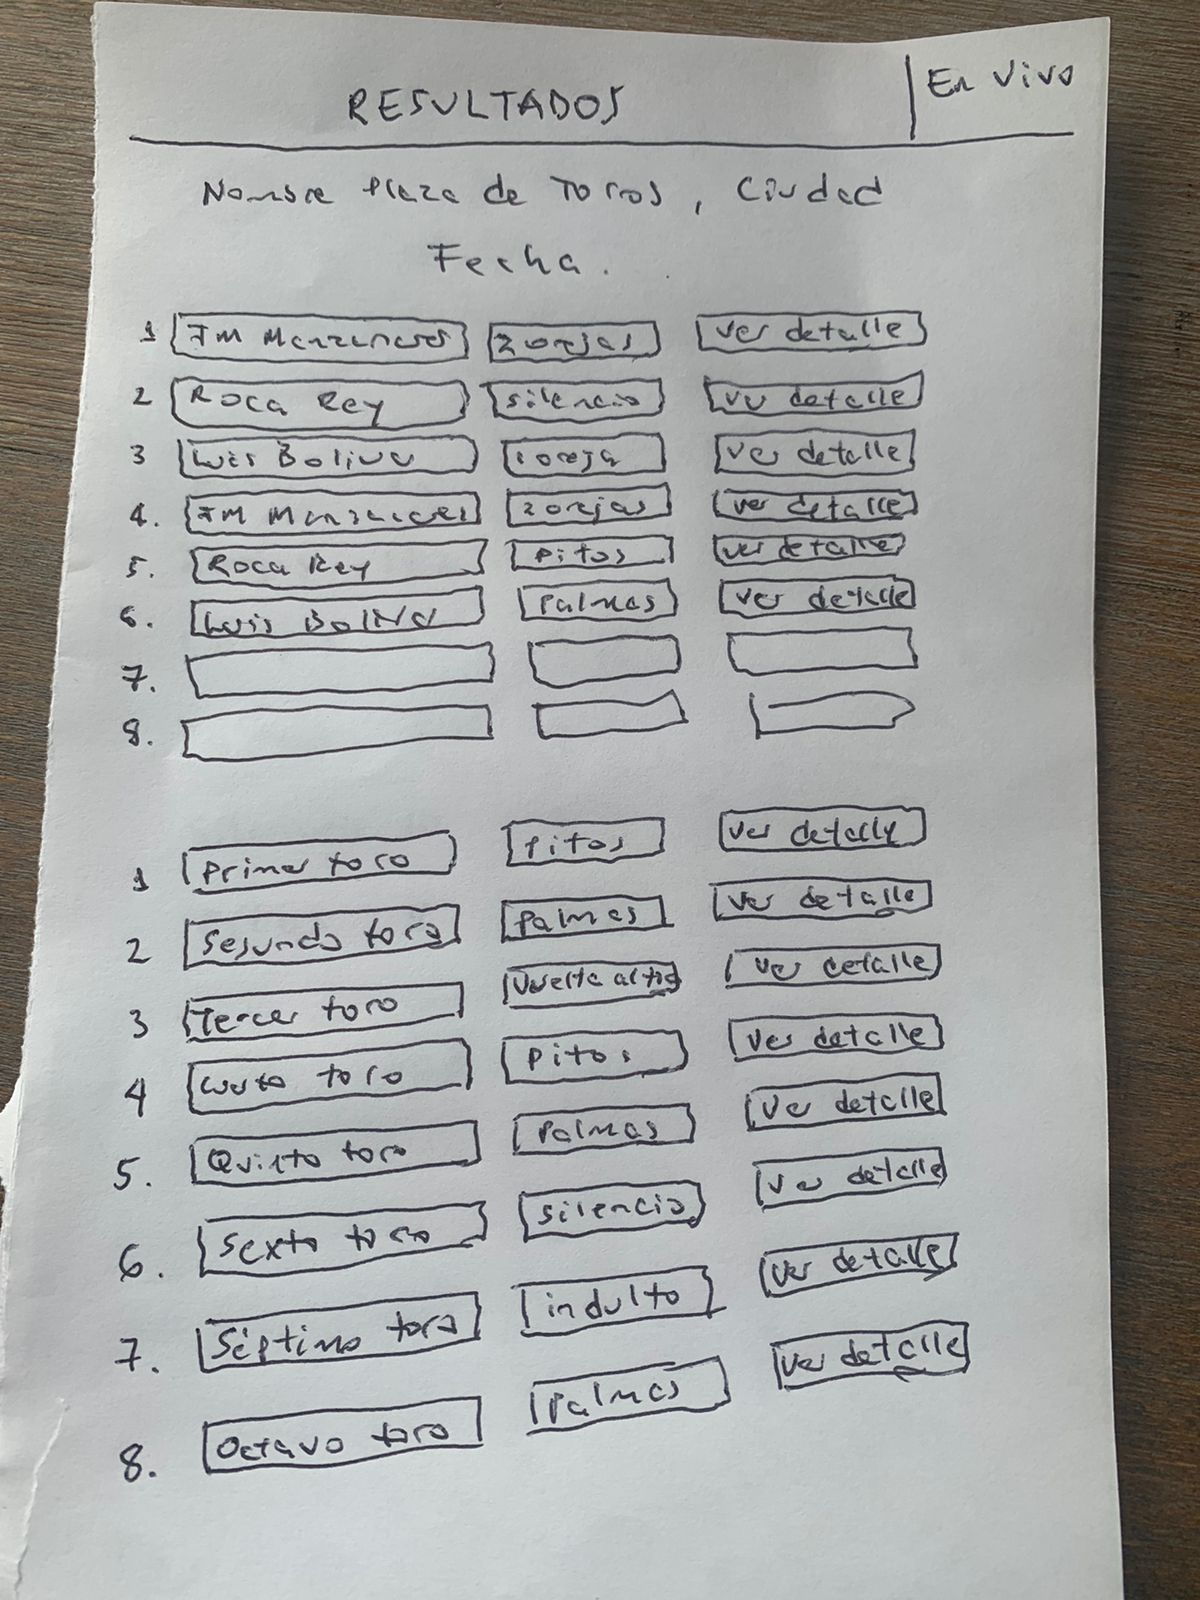 RESULTADOS
En Vivo
Nombre Plaza de Toros, Ciudad
Fecha.
1 JM Manzanares 2 orejas Ver detalle
2 Roca Rey Silencio Ver detalle
3 Luis Bolivar 1 oreja Ver detalle
4. JM Manzanares 2 orejas Ver detalle
5. Roca Rey Pitos Ver detalle
6. Luis Bolivar Palmas Ver detalle
7.
8.
1 Primer toro Pitos Ver detalle
2 Segundo toro Palmas Ver detalle
3 Tercer toro Vuelta al Ver detalle
4 Cuarto toro Pitos Ver detalle
5. Quinto toro Palmas Ver detalle
6. Sexto toro Silencio Ver detalle
7. Séptimo toro indulto Ver detalle
8. Octavo toro Palmas Ver detalle